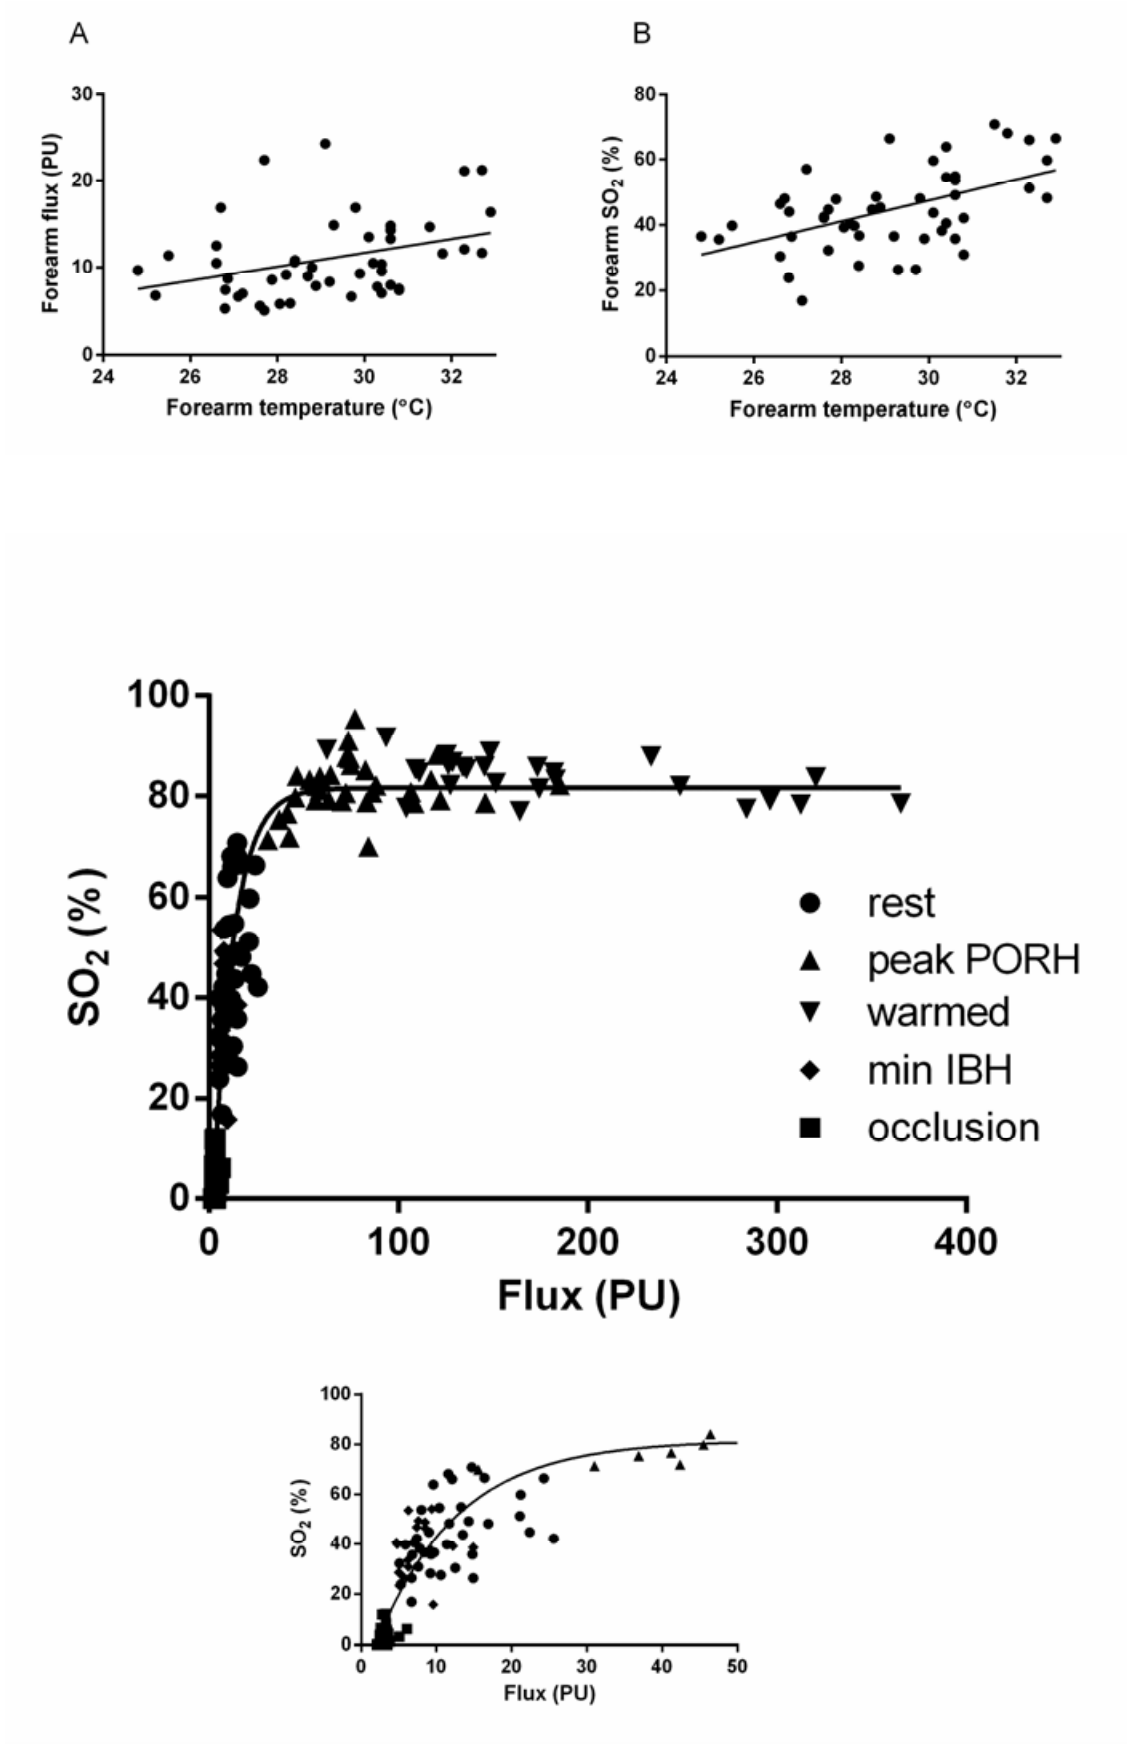 A
B
30
20
10
0
24 26 28 30 32
Forearm flux (PU)
Forearm temperature (°C)
80
60
40
20
0
24 26 28 30 32
Forearm SO2 (%)
Forearm temperature (°C)
100
80
60
40
20
0
0 100 200 300 400
SO2 (%)
Flux (PU)
rest
peak PORH
warmed
min IBH
occlusion
100
80
60
40
20
0
0 10 20 30 40 50
SO2 (%)
Flux (PU)